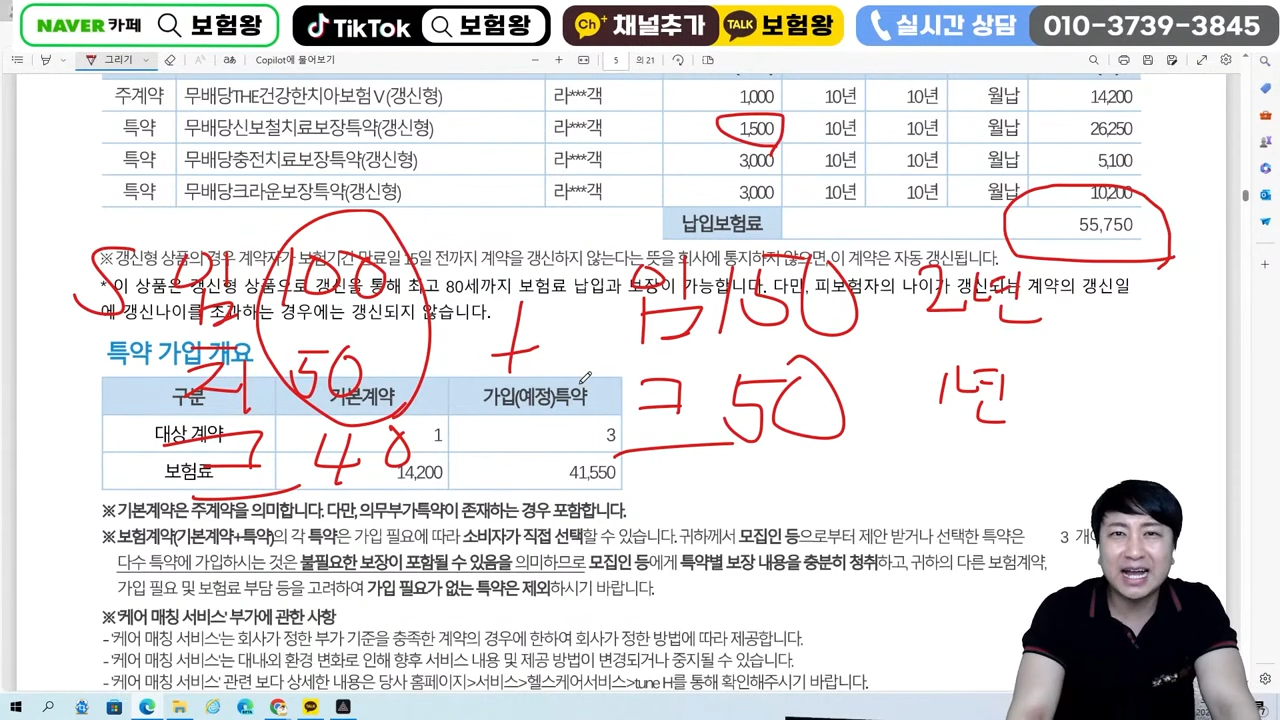 NAVER 카페 보험왕 TikTok 보험왕 Ch+ 채널추가 TALK 보험왕 실시간 상담 010-3739-3845
그리기 Copilot에 물어보기 5 의 21
주계약 무배당THE건강한치아보험Ⅴ(갱신형) 라***객 1,000 10년 10년 월납 14,200
특약 무배당신보철치료보장특약(갱신형) 라***객 1,500 10년 10년 월납 26,250
특약 무배당충전치료보장특약(갱신형) 라***객 3,000 10년 10년 월납 5,100
특약 무배당크라운보장특약(갱신형) 라***객 3,000 10년 10년 월납 10,200
납입보험료 55,750
※ 갱신형 상품의 경우 계약자가 보험기간 만료일 15일 전까지 계약을 갱신하지 않는다는 뜻을 회사에 통지하지 않으면, 이 계약은 자동 갱신됩니다.
* 이 상품은 갱신형 상품으로 갱신을 통해 최고 80세까지 보험료 납입과 보장이 가능합니다. 다만, 피보험자의 나이가 갱신되는 계약의 갱신일
에 갱신나이를 초과하는 경우에는 갱신되지 않습니다.
S 임 100 + 임 150 2년
특약 가입 개요
50
크 50 1년
구분 기본계약 가입(예정)특약
대상 계약 1 3
크 40
보험료 14,200 41,550
※ 기본계약은 주계약을 의미합니다. 다만, 의무부가특약이 존재하는 경우 포함합니다.
※ 보험계약(기본계약+특약)의 각 특약은 가입 필요에 따라 소비자가 직접 선택할 수 있습니다. 귀하께서 모집인 등으로부터 제안 받거나 선택한 특약은 3 개
다수 특약에 가입하시는 것은 불필요한 보장이 포함될 수 있음을 의미하므로 모집인 등에게 특약별 보장 내용을 충분히 청취하고, 귀하의 다른 보험계약,
가입 필요 및 보험료 부담 등을 고려하여 가입 필요가 없는 특약은 제외하시기 바랍니다.
※'케어 매칭 서비스' 부가에 관한 사항
- '케어 매칭 서비스'는 회사가 정한 부가 기준을 충족한 계약의 경우에 한하여 회사가 정한 방법에 따라 제공합니다.
- '케어 매칭 서비스'는 대내외 환경 변화로 인해 향후 서비스 내용 및 제공 방법이 변경되거나 중지될 수 있습니다.
- '케어 매칭 서비스' 관련 보다 상세한 내용은 당사 홈페이지>서비스>헬스케어서비스>tune H를 통해 확인해주시기 바랍니다.